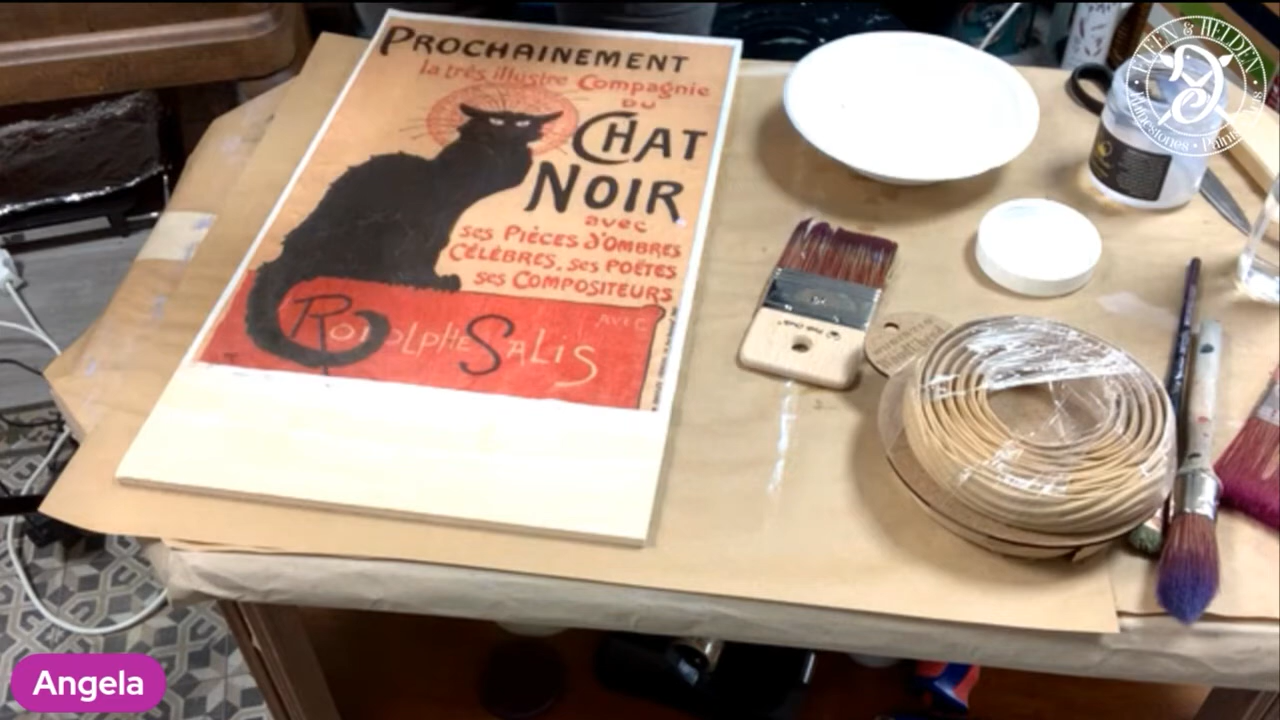 PROCHAINEMENT
la très illustre Compagnie
DU
CHAT
NOIR
avec
ses PIÈCES D'OMBRES
CÉLÈBRES, ses POÈTES
ses COMPOSITEURS
AVEC
RODOLPHE SALIS
Angela